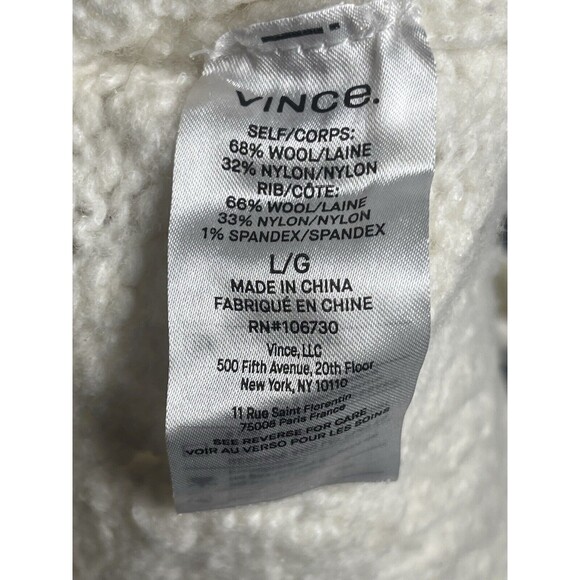 VINCE.
SELF/CORPS:
68% WOOL/LAINE
32% NYLON/NYLON
RIB/CÔTE:
66% WOOL/LAINE
33% NYLON/NYLON
1% SPANDEX/SPANDEX
L/G
MADE IN CHINA
FABRIQUÉ EN CHINE
RN#106730
Vince, LLC
500 Fifth Avenue, 20th Floor
New York, NY 10110
11 Rue Saint Florentin
75008 Paris France
SEE REVERSE FOR CARE
VOIR AU VERSO POUR LES SOINS